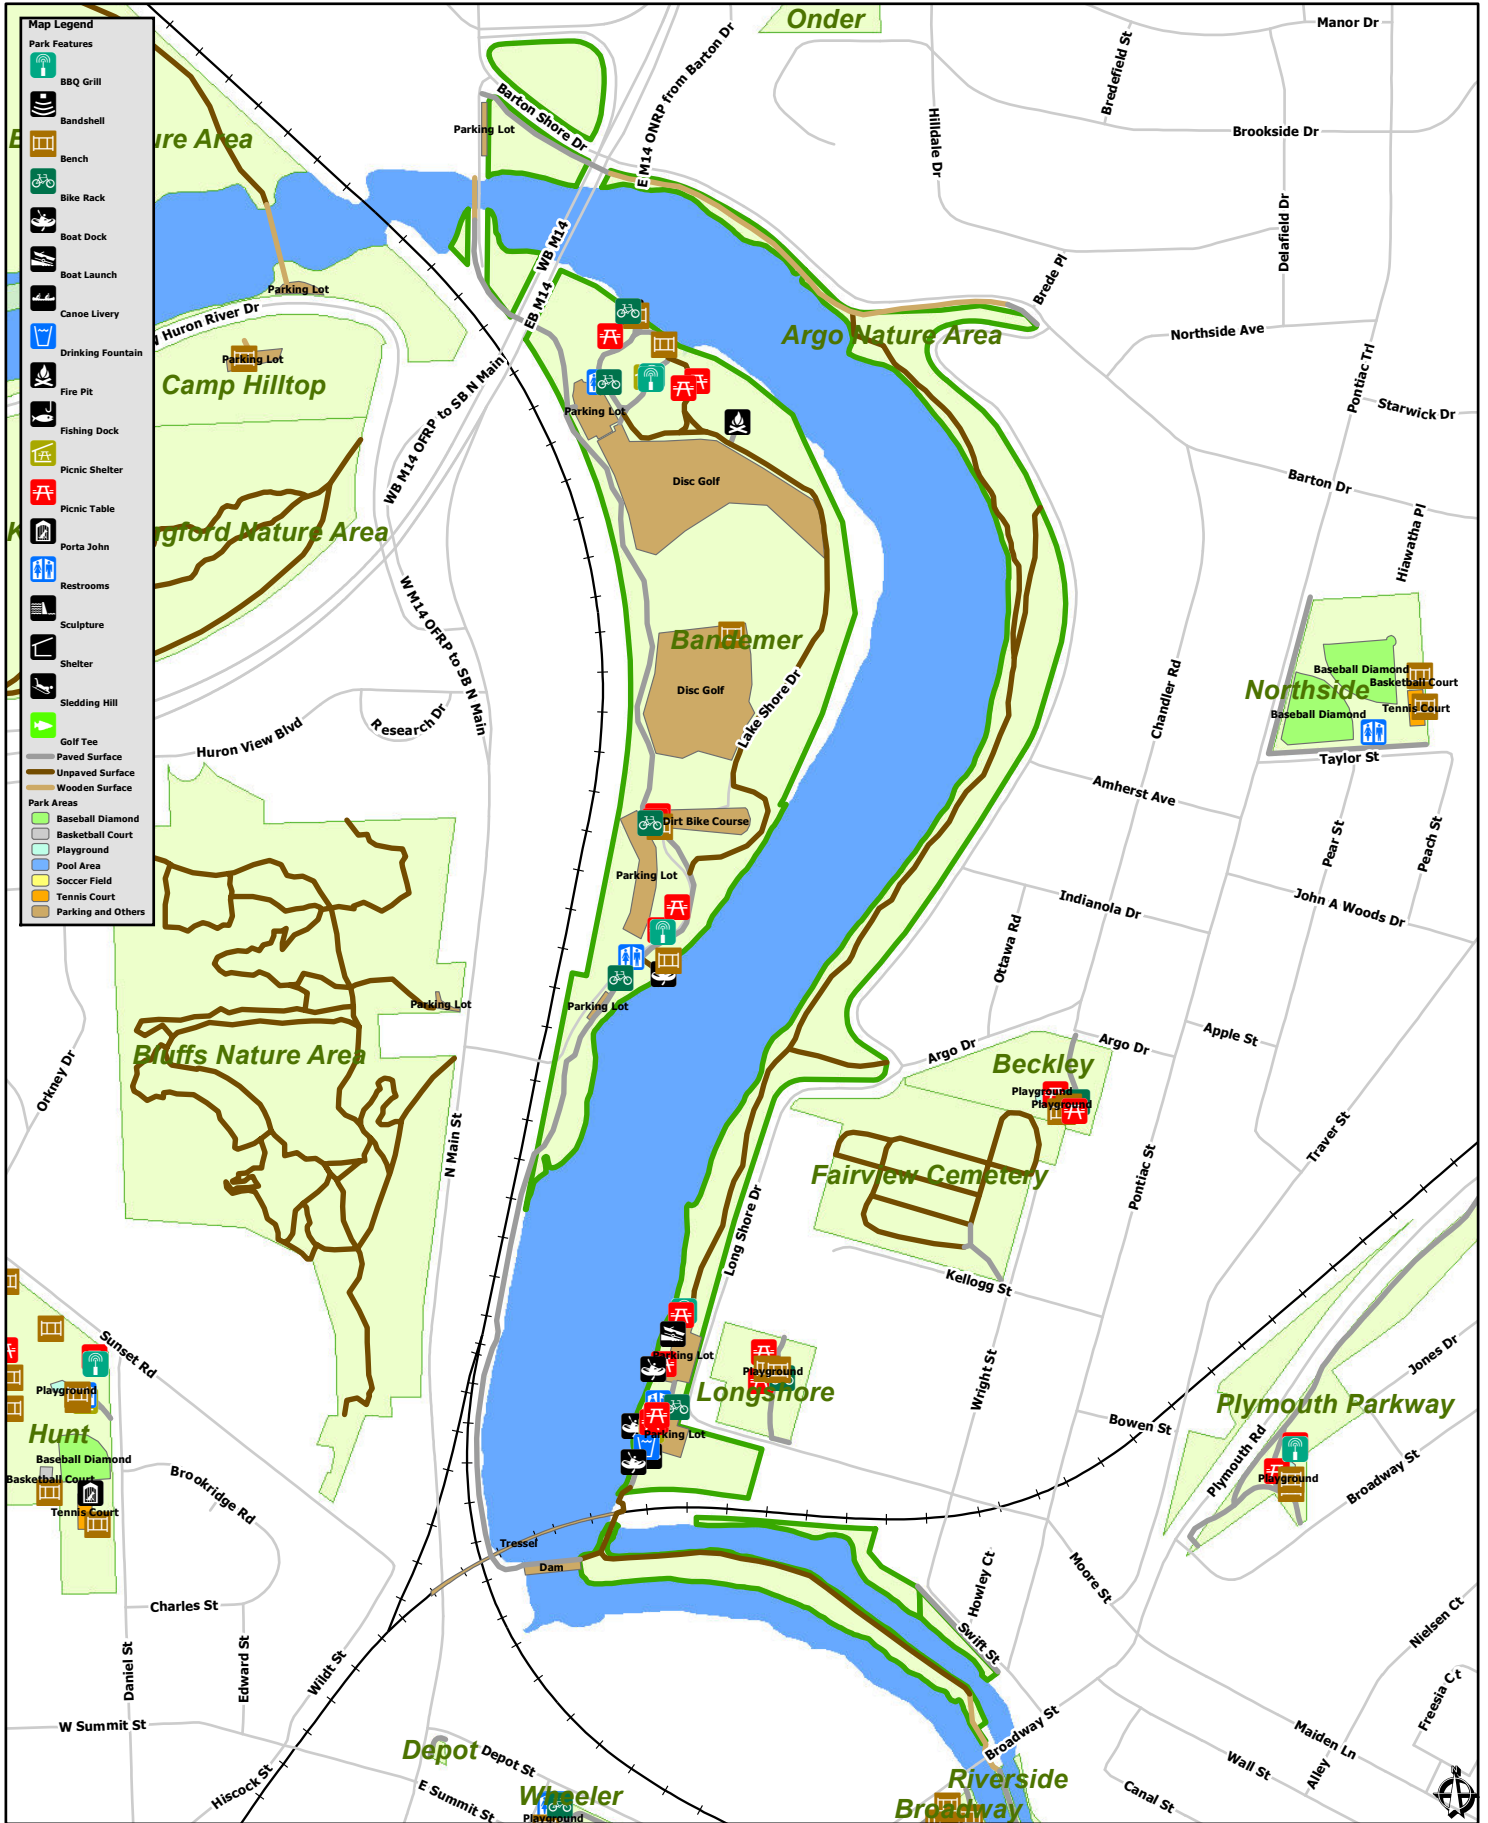 Map Legend
Park Features
BBQ Grill
Bandshell
Bench
Bike Rack
Boat Dock
Boat Launch
Canoe Livery
Drinking Fountain
Fire Pit
Fishing Dock
Picnic Shelter
Picnic Table
Porta John
Restrooms
Sculpture
Shelter
Sledding Hill
Golf Tee
Paved Surface
Unpaved Surface
Wooden Surface
Park Areas
Baseball Diamond
Basketball Court
Playground
Pool Area
Soccer Field
Tennis Court
Parking and Others
Onder
Manor Dr
Bredefield St
Brookside Dr
Hilldale Dr
Delafield Dr
E M14 ONRP from Barton Dr
Barton Shore Dr
Parking Lot
ure Area
WB M14
EB M14
Parking Lot
W Huron River Dr
Parking Lot
Camp Hilltop
WB M14 OFRP to SB N Main
Argo Nature Area
Brede Pl
Northside Ave
Pontiac Trl
Starwick Dr
Barton Dr
Hiawatha Pl
Parking Lot
Disc Golf
gford Nature Area
W M14 OFRP to SB N Main
Bandemer
Disc Golf
Lake Shore Dr
Chandler Rd
Northside
Baseball Diamond
Basketball Court
Tennis Court
Baseball Diamond
Taylor St
Research Dr
Huron View Blvd
Amherst Ave
Pear St
Peach St
Dirt Bike Course
Parking Lot
Indianola Dr
John A Woods Dr
Ottawa Rd
Parking Lot
Parking Lot
Bluffs Nature Area
Orkney Dr
N Main St
Argo Dr
Argo Dr
Apple St
Beckley
Playground
Playground
Traver St
Fairview Cemetery
Pontiac St
Long Shore Dr
Kellogg St
Sunset Rd
Parking Lot
Playground
Longshore
Parking Lot
Wright St
Bowen St
Plymouth Parkway
Jones Dr
Plymouth Rd
Playground
Broadway St
Playground
Hunt
Baseball Diamond
Basketball Court
Tennis Court
Brookridge Rd
Tressel
Dam
Howley Ct
Moore St
Swift St
Nielsen Ct
Charles St
Daniel St
Edward St
Wildt St
W Summit St
Freesia Ct
Broadway St
Maiden Ln
Wall St
Alley
Canal St
Depot
Depot St
Hiscock St
E Summit St
Wheeler
Playground
Riverside
Broadway